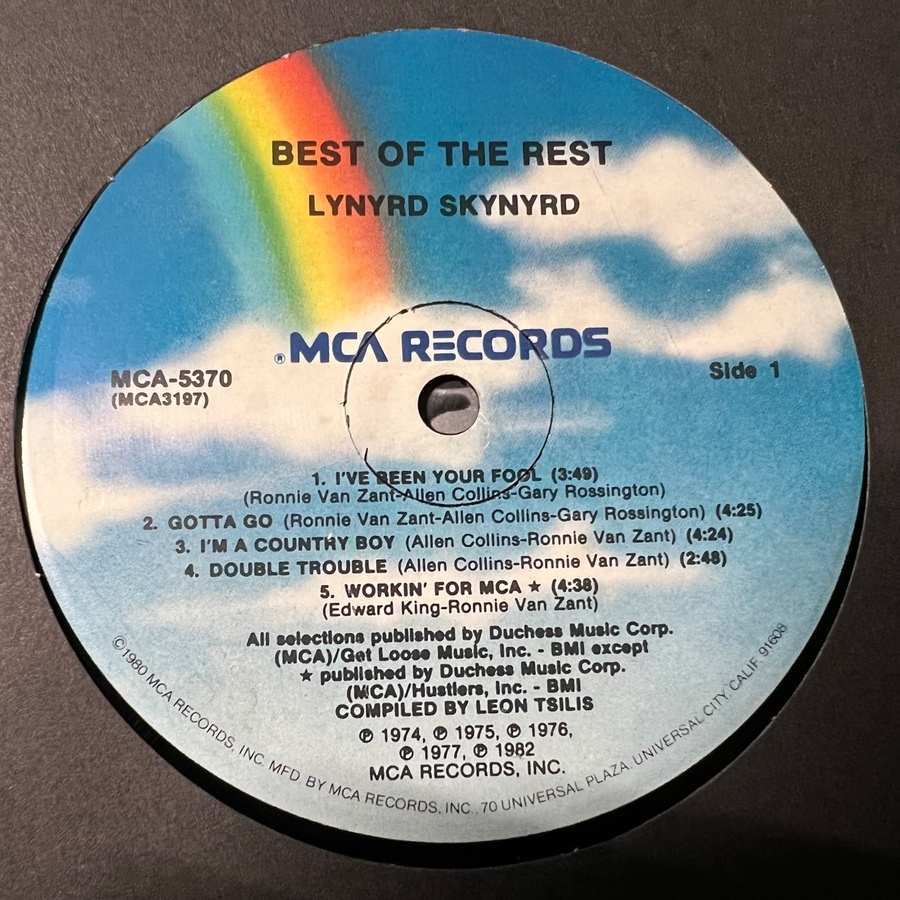 BEST OF THE REST
LYNYRD SKYNYRD
® MCA RECORDS
MCA-5370
(MCA3197)
Side 1
1. I'VE BEEN YOUR FOOL (3:49)
(Ronnie Van Zant-Allen Collins-Gary Rossington)
2. GOTTA GO (Ronnie Van Zant-Allen Collins-Gary Rossington) (4:25)
3. I'M A COUNTRY BOY (Allen Collins-Ronnie Van Zant) (4:24)
4. DOUBLE TROUBLE (Allen Collins-Ronnie Van Zant) (2:48)
5. WORKIN' FOR MCA ★ (4:38)
(Edward King-Ronnie Van Zant)
All selections published by Duchess Music Corp.
(MCA)/Get Loose Music, Inc. - BMI except
★ published by Duchess Music Corp.
(MCA)/Hustlers, Inc. - BMI
COMPILED BY LEON TSILIS
℗ 1974, ℗ 1975, ℗ 1976,
℗ 1977, ℗ 1982
MCA RECORDS, INC.
©1980 MCA RECORDS, INC. MFD. BY MCA RECORDS, INC., 70 UNIVERSAL PLAZA, UNIVERSAL CITY, CALIF. 91608